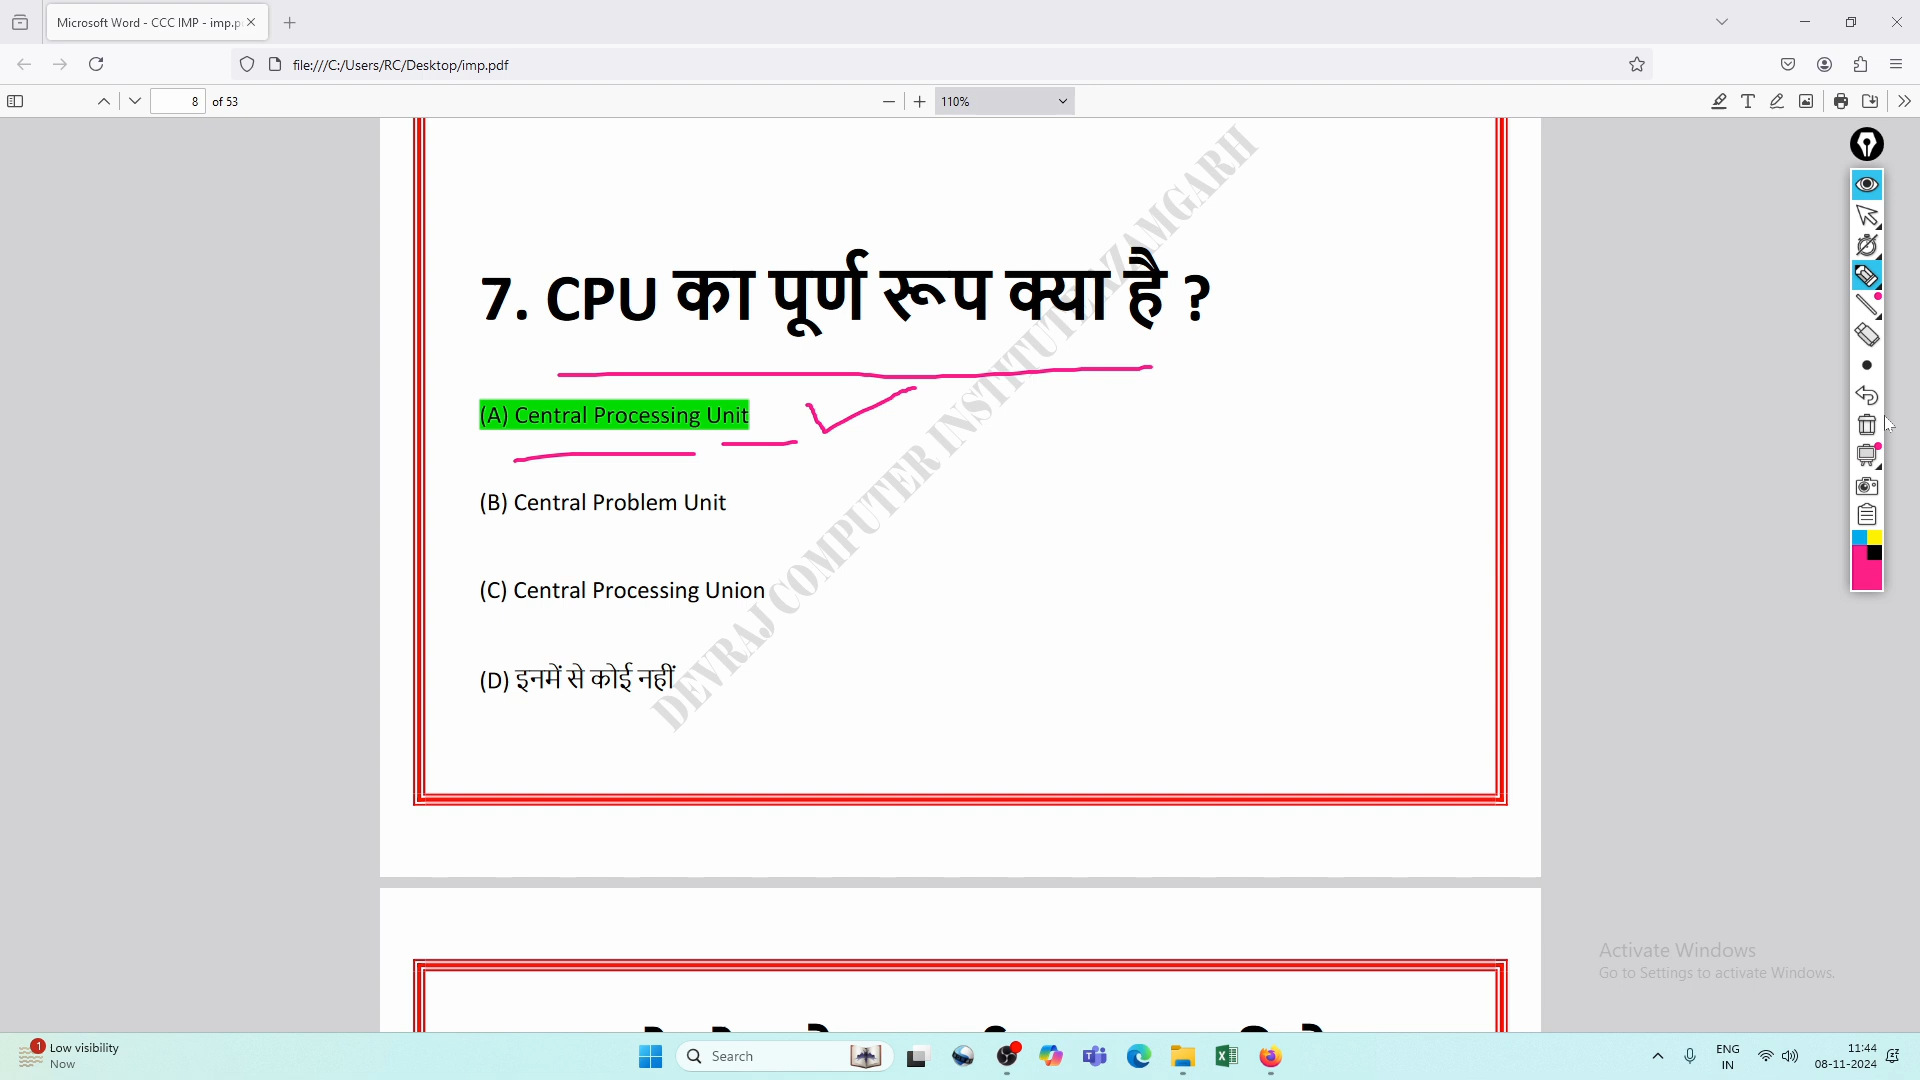 Microsoft Word - CCC IMP - imp.p
file:///C:/Users/RC/Desktop/imp.pdf
8 of 53
110%
7. CPU का पूर्ण रूप क्या है ?
(A) Central Processing Unit
(B) Central Problem Unit
(C) Central Processing Union
(D) इनमें से कोई नहीं
DEVRAJ COMPUTER INSTITUTE AZAMGARH
Activate Windows
Go to Settings to activate Windows.
1
Low visibility
Now
Search
ENG
IN
11:44
08-11-2024